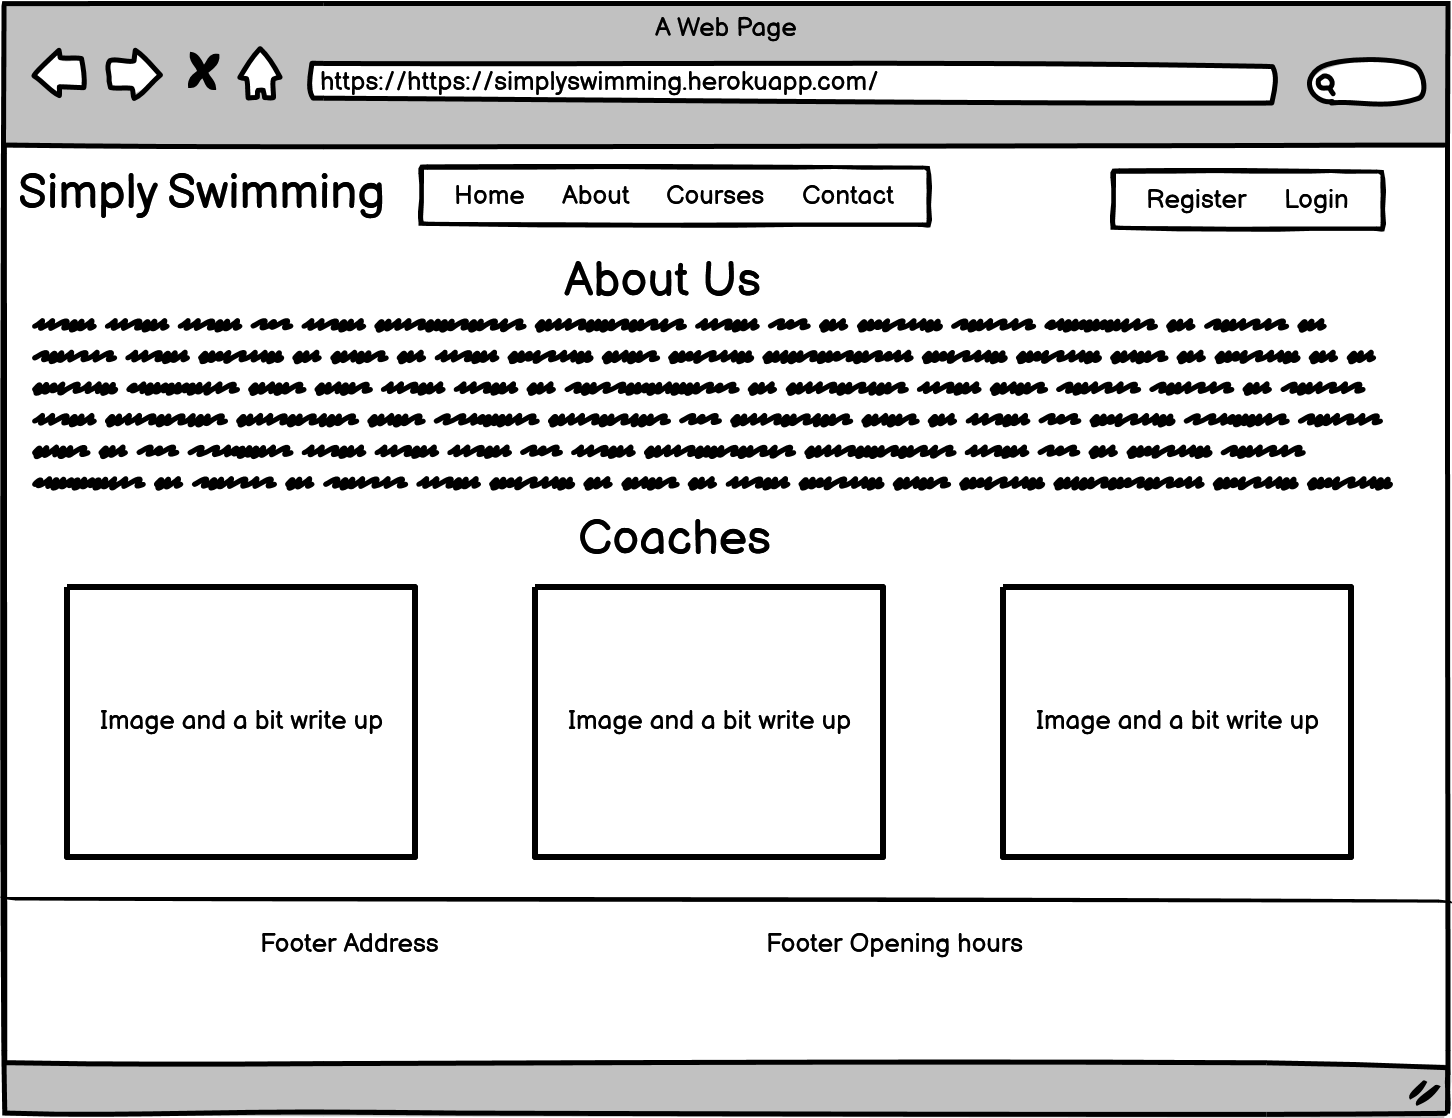 A Web Page
https://https://simplyswimming.herokuapp.com/
Simply Swimming
Home About Courses Contact
Register Login
About Us
Coaches
Image and a bit write up
Image and a bit write up
Image and a bit write up
Footer Address
Footer Opening hours